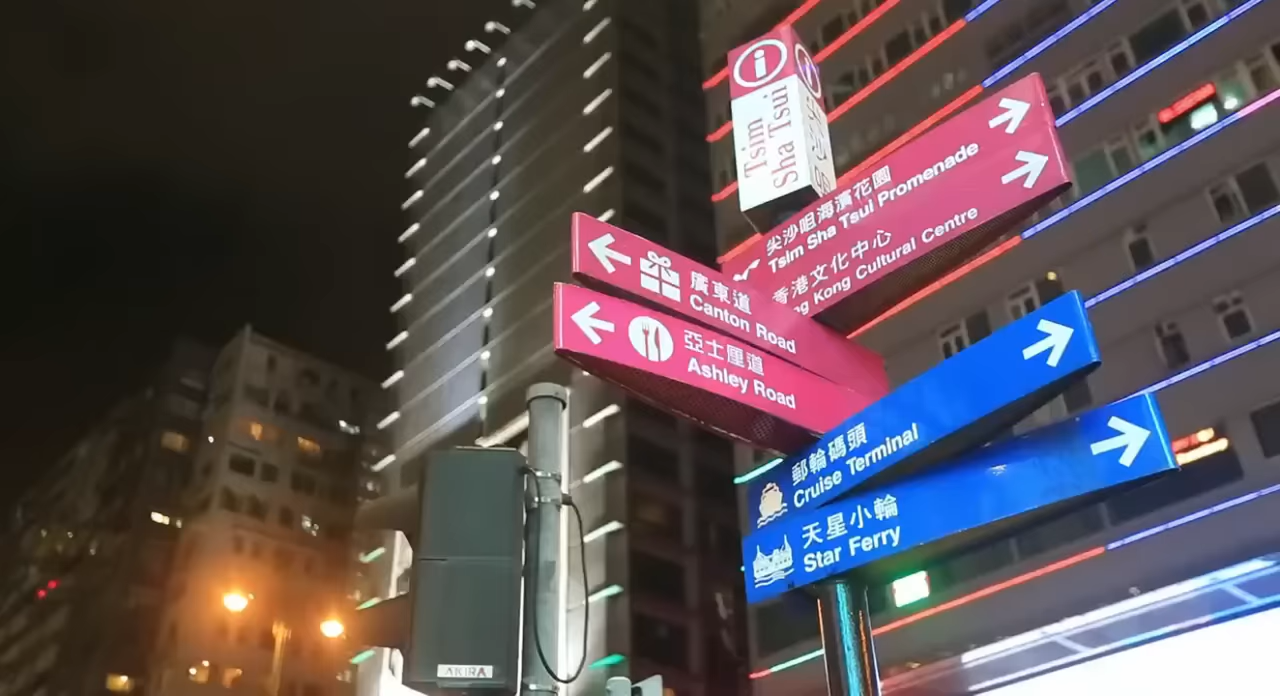 i
Tsim
Sha Tsui
尖沙咀海濱花園
Tsim Sha Tsui Promenade
香港文化中心
ng Kong Cultural Centre
廣東道
Canton Road
亞士厘道
Ashley Road
郵輪碼頭
Cruise Terminal
天星小輪
Star Ferry
AKIRA